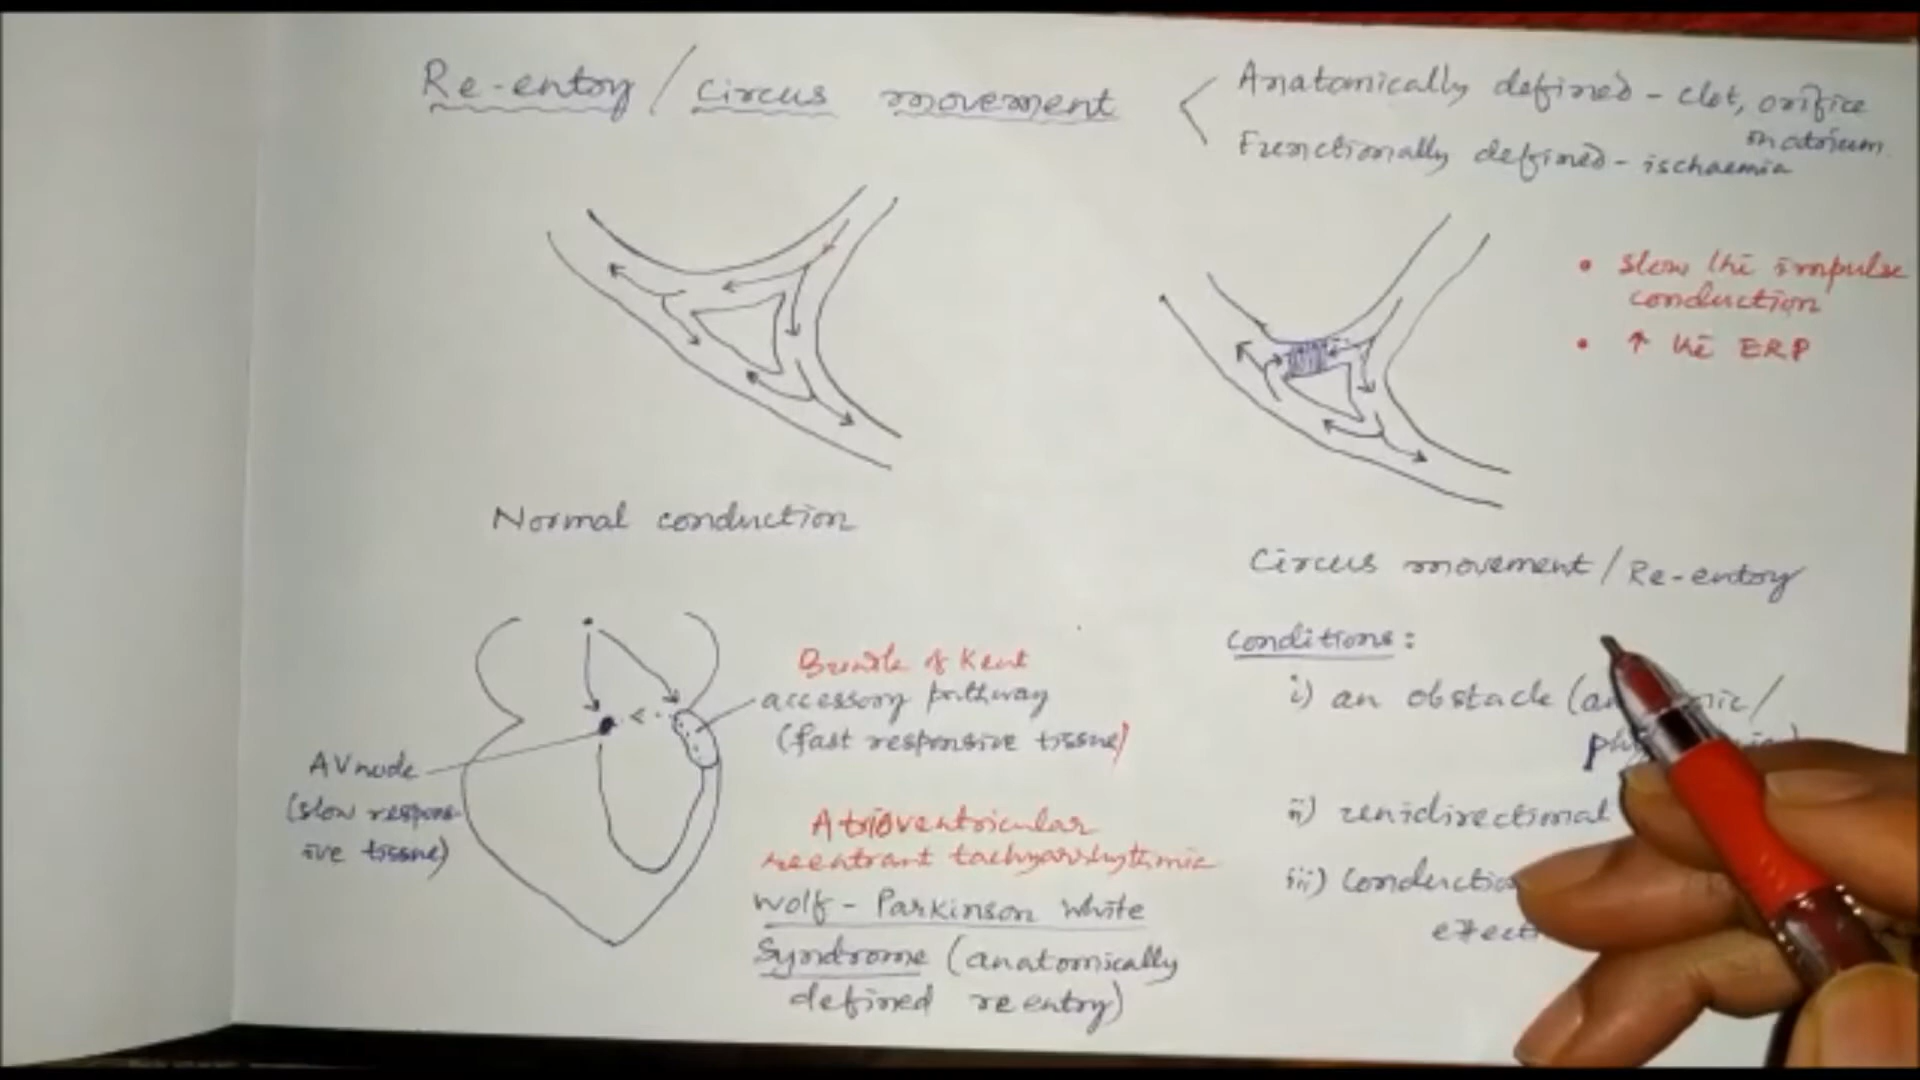 Re-entry / circus movement
Anatomically defined - clot, orifice
in atrium
Functionally defined - ischaemia
• slow the impulse
conduction
• ↑ the ERP
Normal conduction
Circus movement / Re-entry
Bundle of Kent
accessory pathway
(fast responsive tissue)
AV node
(slow respons-
ive tissue)
Atrioventricular
reentrant tachyarrhythmia
Wolf - Parkinson White
Syndrome (anatomically
defined re entry)
Conditions:
i) an obstacle (
ii) unidirectional
iii) Conduction